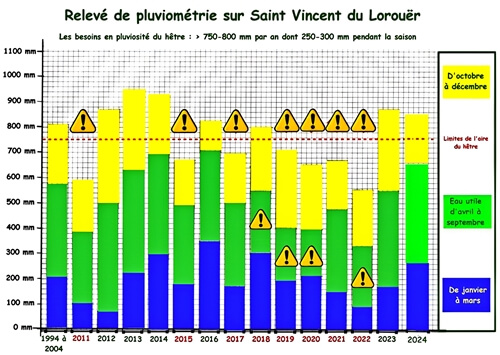 Relevé de pluviométrie sur Saint Vincent du Lorouër
Les besoins en pluviosité du hêtre : > 750-800 mm par an dont 250-300 mm pendant la saison
1100 mm
1000 mm
900 mm
800 mm
700 mm
600 mm
500 mm
400 mm
300 mm
200 mm
100 mm
0 mm
1994 à
2004
2011
2012
2013
2014
2015
2016
2017
2018
2019
2020
2021
2022
2023
2024
D'octobre
à décembre
Limites de l'aire
du hêtre
Eau utile
d'avril à
septembre
De janvier
à mars